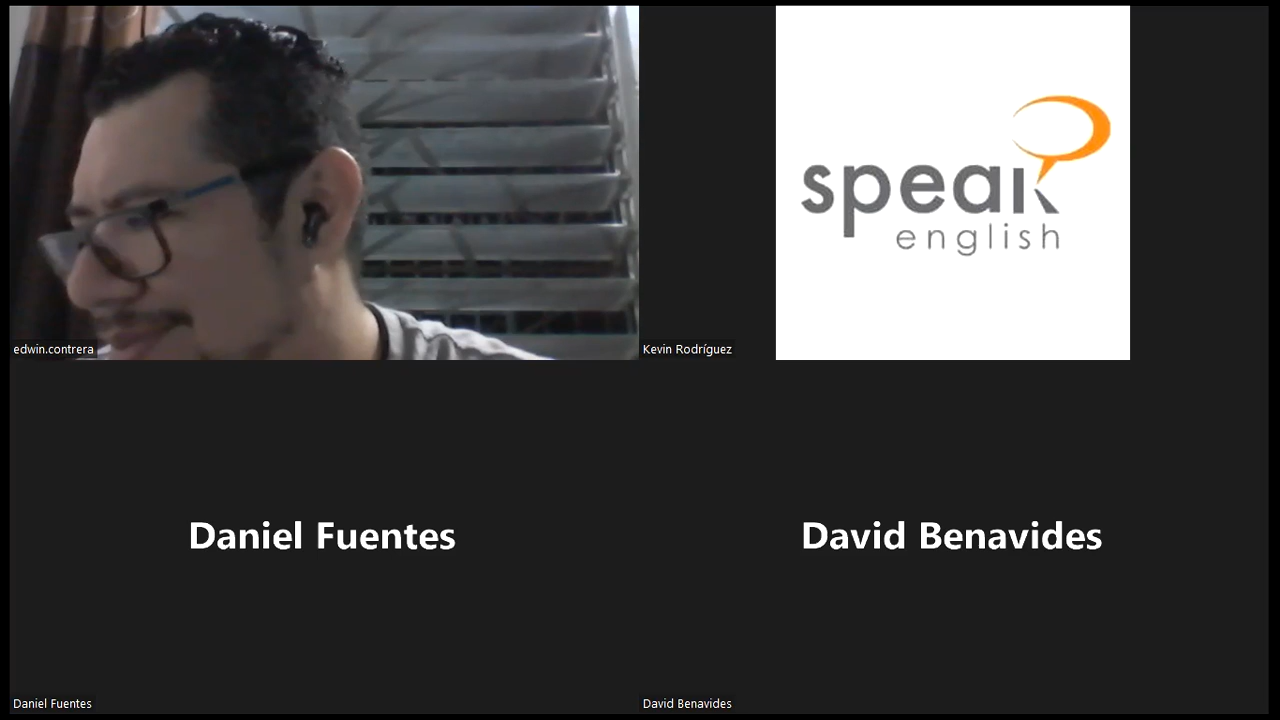 speak
english
edwin.contrera
Kevin Rodríguez
Daniel Fuentes
David Benavides
Daniel Fuentes
David Benavides